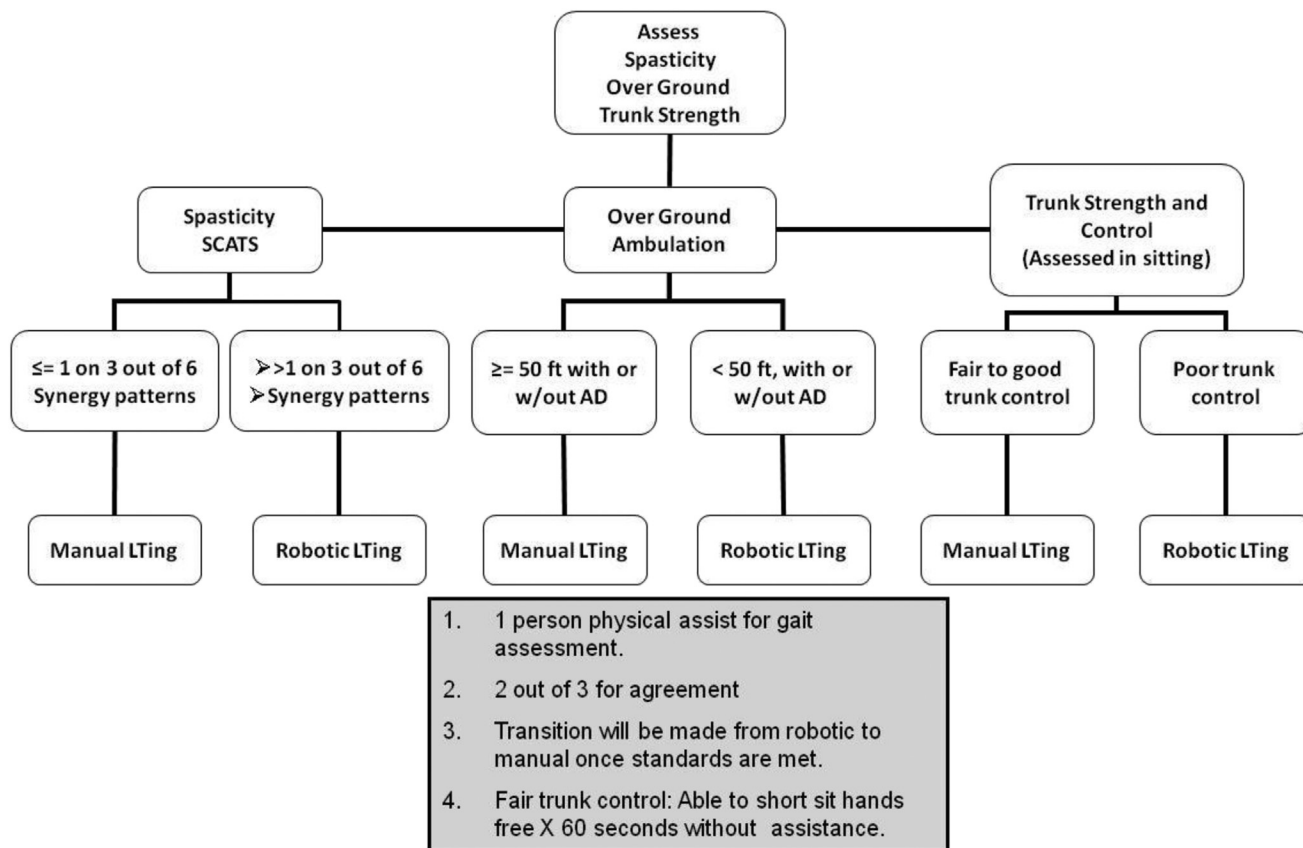 Assess
Spasticity
Over Ground
Trunk Strength
Spasticity
SCATS
Over Ground
Ambulation
Trunk Strength and
Control
(Assessed in sitting)
≤= 1 on 3 out of 6
Synergy patterns
➢>1 on 3 out of 6
➢Synergy patterns
≥= 50 ft with or
w/out AD
< 50 ft, with or
w/out AD
Fair to good
trunk control
Poor trunk
control
Manual LTing
Robotic LTing
Manual LTing
Robotic LTing
Manual LTing
Robotic LTing
1. 1 person physical assist for gait
assessment.
2. 2 out of 3 for agreement
3. Transition will be made from robotic to
manual once standards are met.
4. Fair trunk control: Able to short sit hands
free X 60 seconds without assistance.